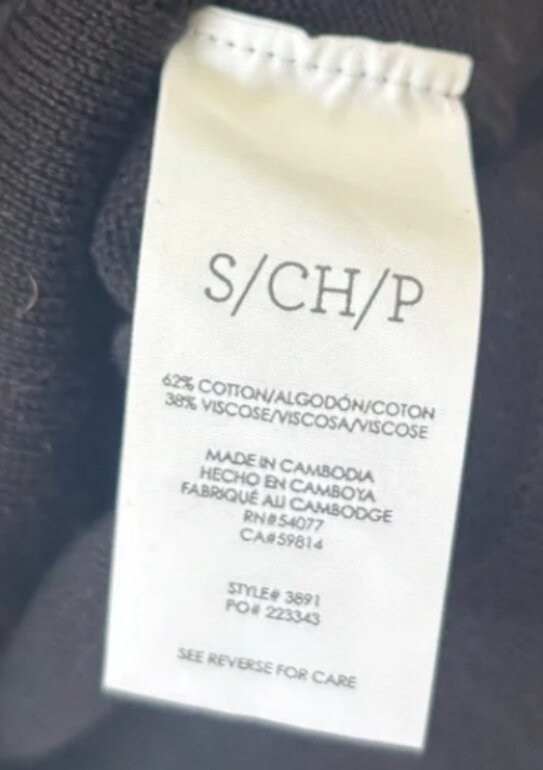 S/CH/P
62% COTTON/ALGODÓN/COTON
38% VISCOSE/VISCOSA/VISCOSE
MADE IN CAMBODIA
HECHO EN CAMBOYA
FABRIQUÉ AU CAMBODGE
RN#54077
CA#59814
STYLE# 3891
PO# 223343
SEE REVERSE FOR CARE